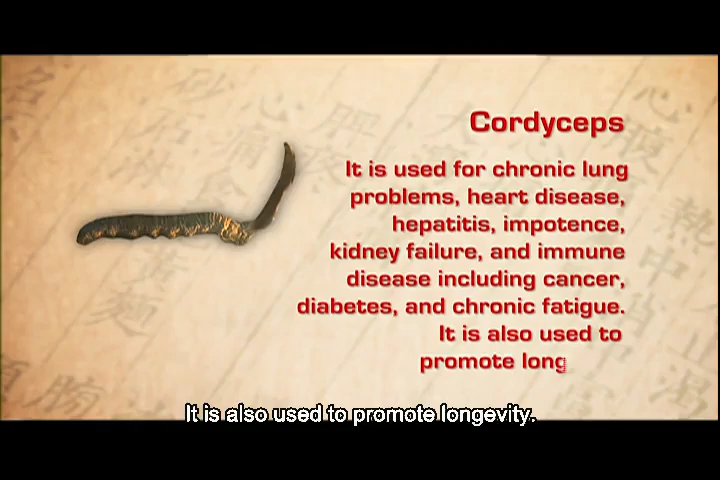 Cordyceps
It is used for chronic lung
problems, heart disease,
hepatitis, impotence,
kidney failure, and immune
disease including cancer,
diabetes, and chronic fatigue.
It is also used to
promote long
It is also used to promote longevity.